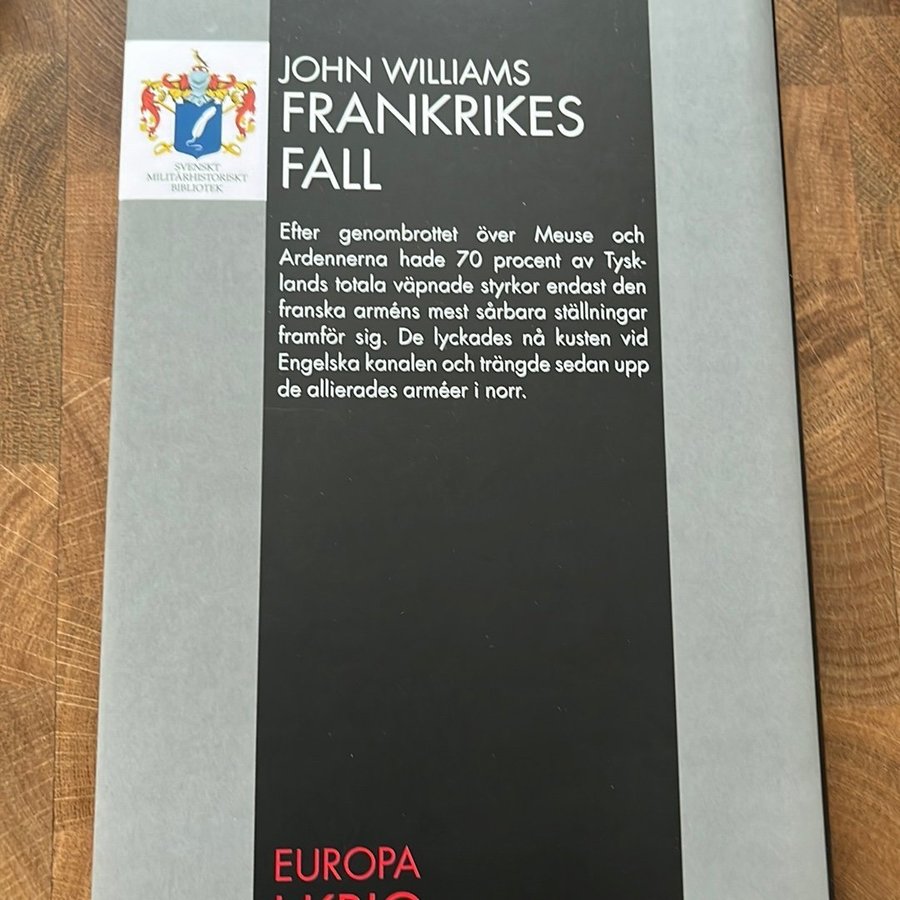 SVENSKT
MILITÄRHISTORISKT
BIBLIOTEK
JOHN WILLIAMS
FRANKRIKES
FALL
Efter genombrottet över Meuse och
Ardennerna hade 70 procent av Tysk-
lands totala väpnade styrkor endast den
franska arméns mest sårbara ställningar
framför sig. De lyckades nå kusten vid
Engelska kanalen och trängde sedan upp
de allierades arméer i norr.
EUROPA